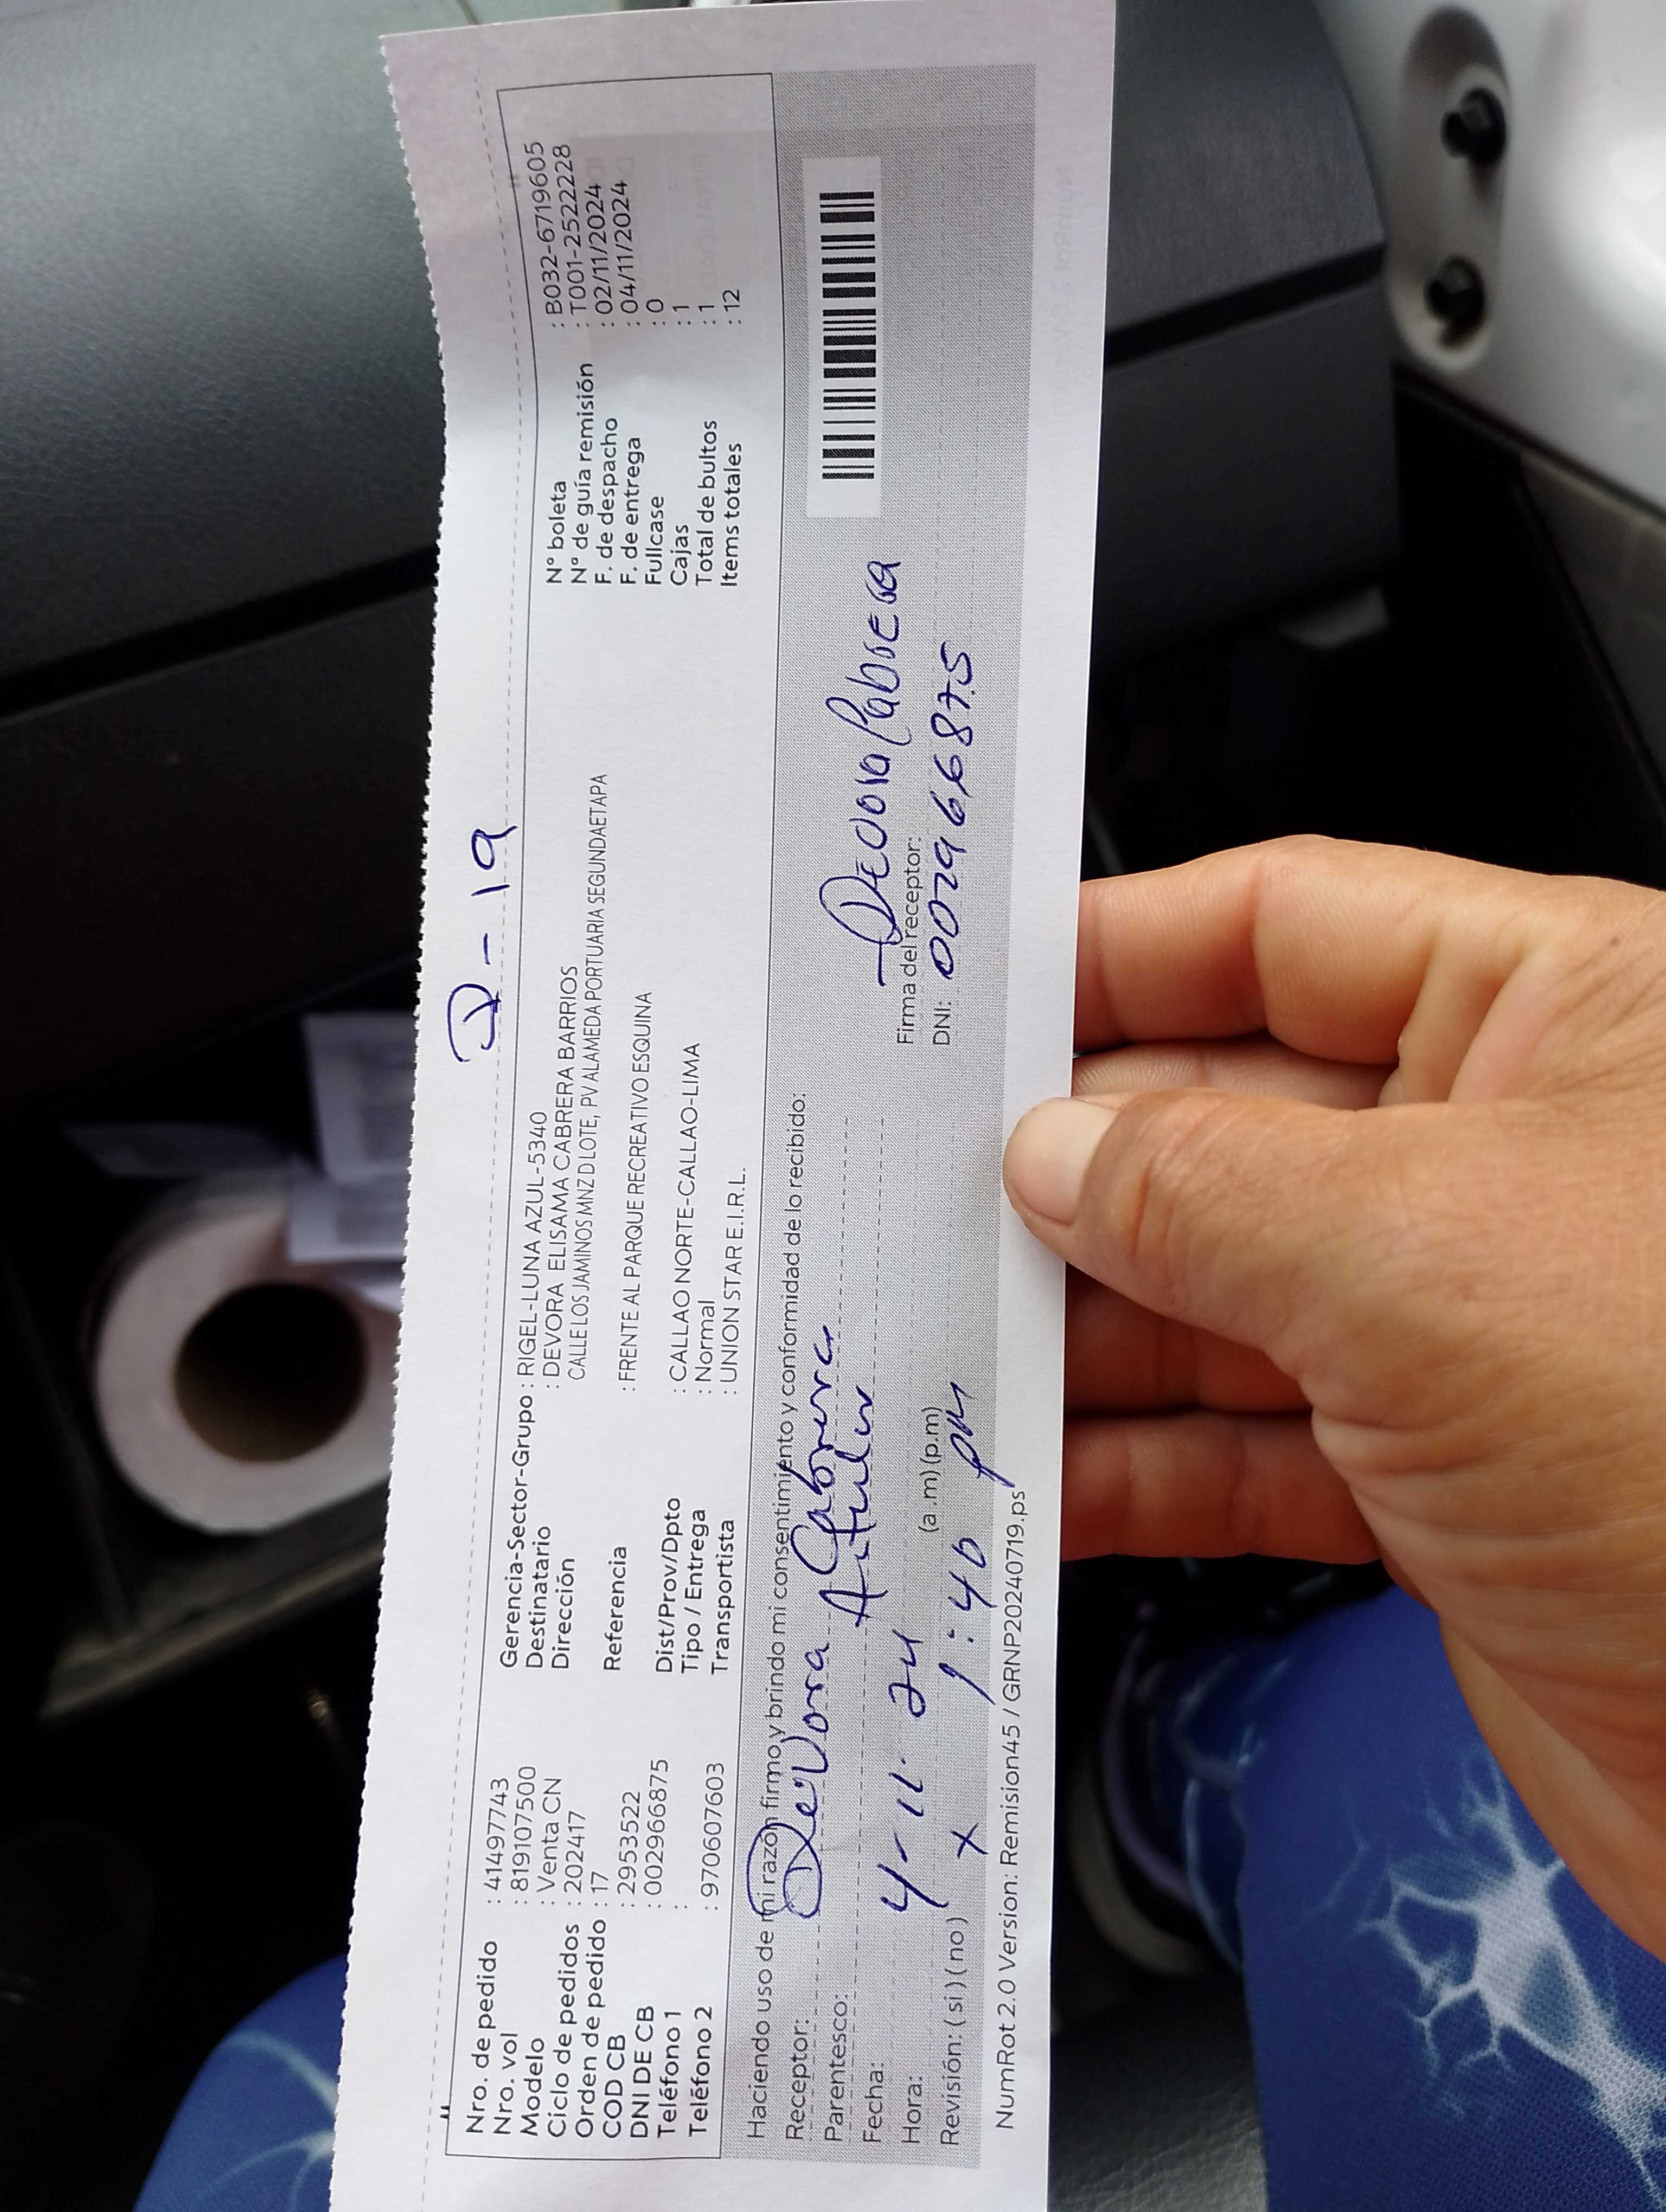 D-19
Nro. de pedido : 41497743
Nro. vol : 819107500
Modelo : Venta CN
Ciclo de pedidos : 202417
Orden de pedido : 17
COD CB : 2953522
DNI DE CB : 002966875
Teléfono 1 :
Teléfono 2 : 970607603
Gerencia-Sector-Grupo : RIGEL-LUNA AZUL-5340
Destinatario : DEVORA ELISAMA CABRERA BARRIOS
Dirección CALLE LOS JAMINOS MNZ D LOTE, PV ALAMEDA PORTUARIA SEGUNDA ETAPA
Referencia : FRENTE AL PARQUE RECREATIVO ESQUINA
Dist/Prov/Dpto : CALLAO NORTE-CALLAO-LIMA
Tipo / Entrega : Normal
Transportista : UNION STAR E.I.R.L.
N° boleta : B032-6719605
N° de guía remisión : T001-25222228
F. de despacho : 02/11/2024
F. de entrega : 04/11/2024
Fullcase : 0
Cajas : 1
Total de bultos : 1
Items totales : 12
Haciendo uso de mi razón firmo y brindo mi consentimiento y conformidad de lo recibido:
Receptor: Devora Cabrera
Parentesco:
Fecha: 4-11-24
Hora: 1:40 pm (a.m) (p.m)
Revisión: (si) (no) x
Firma del receptor:
DNI: 002966875
NumRot 2.0 Version: Remision45 / GRNP20240719.ps